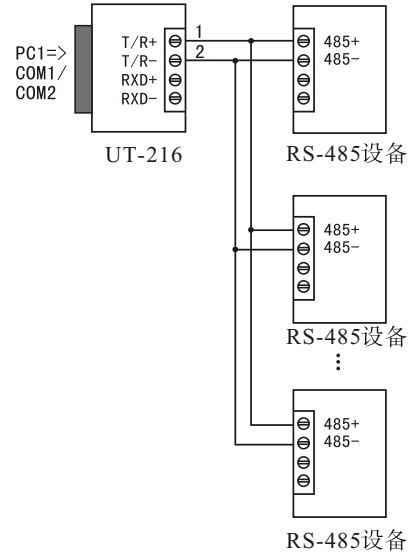 PC1=>
COM1/
COM2
T/R+
T/R-
RXD+
RXD-
1
2
UT-216
485+
485-
RS-485设备
485+
485-
RS-485设备
⋮
485+
485-
RS-485设备